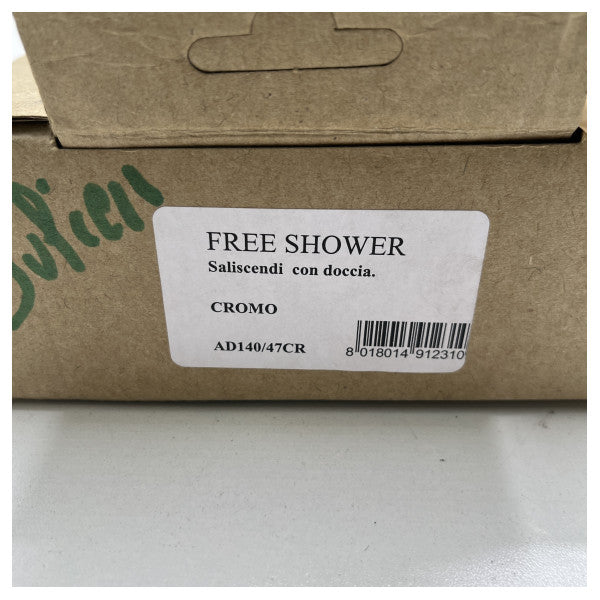 FREE SHOWER
Saliscendi con doccia.
CROMO
AD140/47CR
8 018014 912310